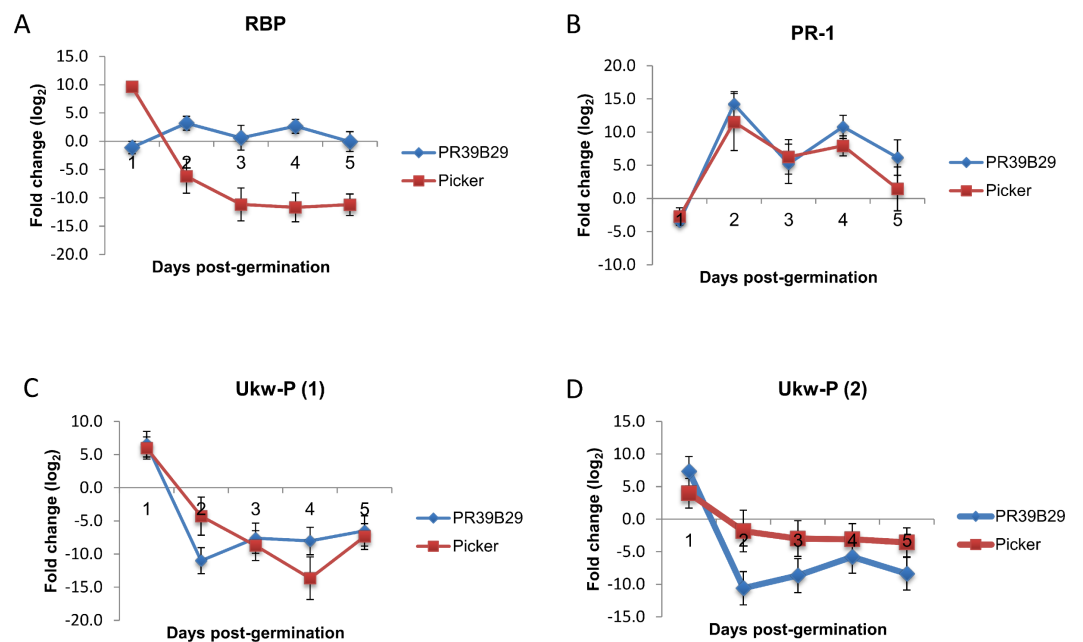 A
RBP
Fold change (log2)
15.0
10.0
5.0
0.0
-5.0
-10.0
-15.0
-20.0
1 2 3 4 5
Days post-germination
PR39B29
Picker
B
PR-1
Fold change (log2)
20.0
15.0
10.0
5.0
0.0
-5.0
-10.0
1 2 3 4 5
Days post-germination
PR39B29
Picker
C
Ukw-P (1)
Fold change (log2)
10.0
5.0
0.0
-5.0
-10.0
-15.0
-20.0
1 2 3 4 5
Days post-germination
PR39B29
Picker
D
Ukw-P (2)
Fold change (log2)
15.0
10.0
5.0
0.0
-5.0
-10.0
-15.0
1 2 3 4 5
Days post-germination
PR39B29
Picker